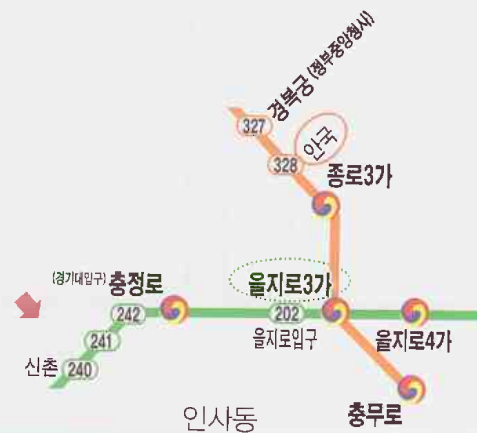 경복궁 (정부중앙청사)
327
안국
328
종로3가
(경기대입구) 충정로
을지로3가
242
202
241
을지로입구
을지로4가
신촌 240
인사동
충무로